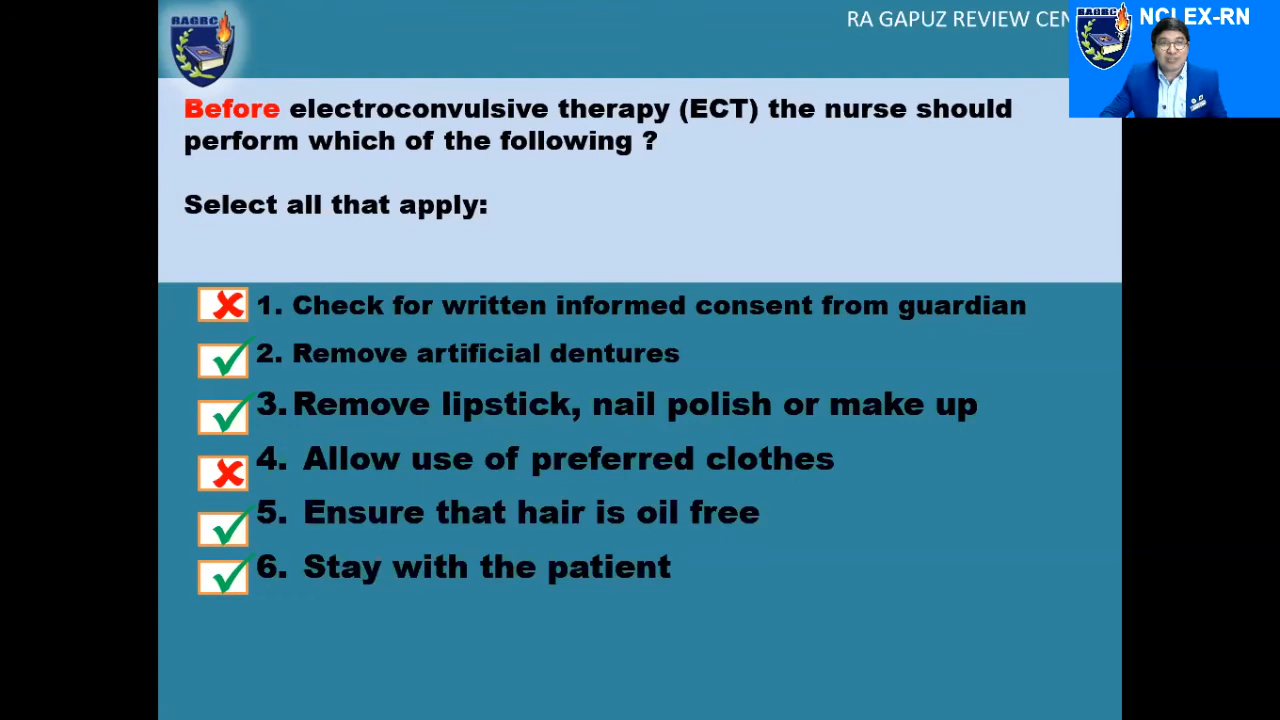 RAGRC
RA GAPUZ REVIEW CEN
NCLEX-RN
Before electroconvulsive therapy (ECT) the nurse should
perform which of the following ?
Select all that apply:
1. Check for written informed consent from guardian
2. Remove artificial dentures
3. Remove lipstick, nail polish or make up
4. Allow use of preferred clothes
5. Ensure that hair is oil free
6. Stay with the patient